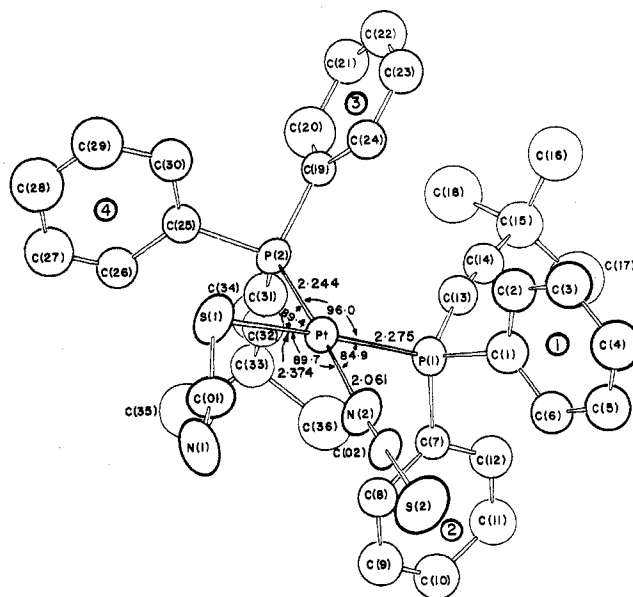 C(22)
C(21)
C(23)
3
C(20)
C(24)
C(29)
C(30)
C(19)
C(16)
C(18)
C(28)
4
C(25)
C(15)
P(2)
C(27)
C(26)
C(14)
C(17)
2.244
C(34)
C(31)
C(13)
C(2)
C(3)
S(1)
89.4
96.0
Pt
2.275
C(32)
C(4)
1
89.7
84.9
P(1)
C(1)
2.374
C(33)
2.061
C(35)
C(01)
N(2)
C(6)
C(5)
C(36)
N(1)
C(02)
C(7)
C(12)
C(8)
S(2)
C(11)
2
C(9)
C(10)